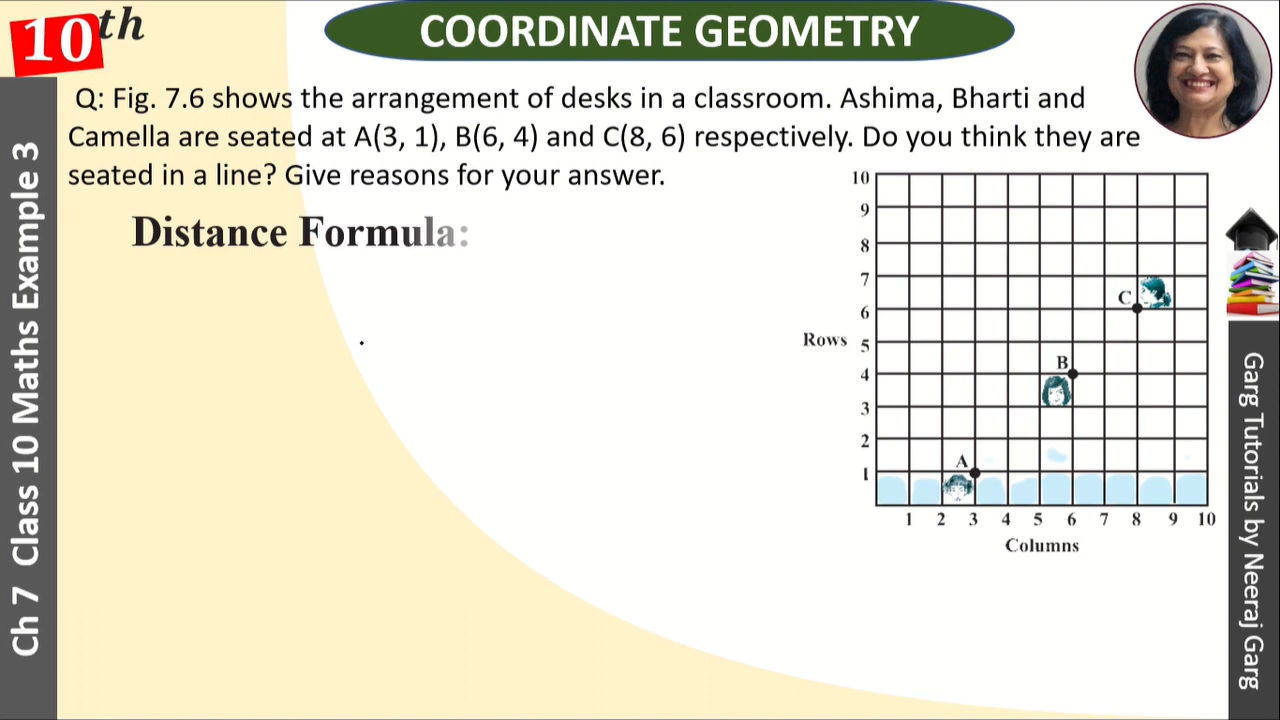 10th
COORDINATE GEOMETRY
Q: Fig. 7.6 shows the arrangement of desks in a classroom. Ashima, Bharti and
Camella are seated at A(3, 1), B(6, 4) and C(8, 6) respectively. Do you think they are
seated in a line? Give reasons for your answer.
Distance Formula:
Ch 7 Class 10 Maths Example 3
10
9
8
7
C
6
Rows
5
B
4
3
2
A
1
1 2 3 4 5 6 7 8 9 10
Columns
Garg Tutorials by Neeraj Garg